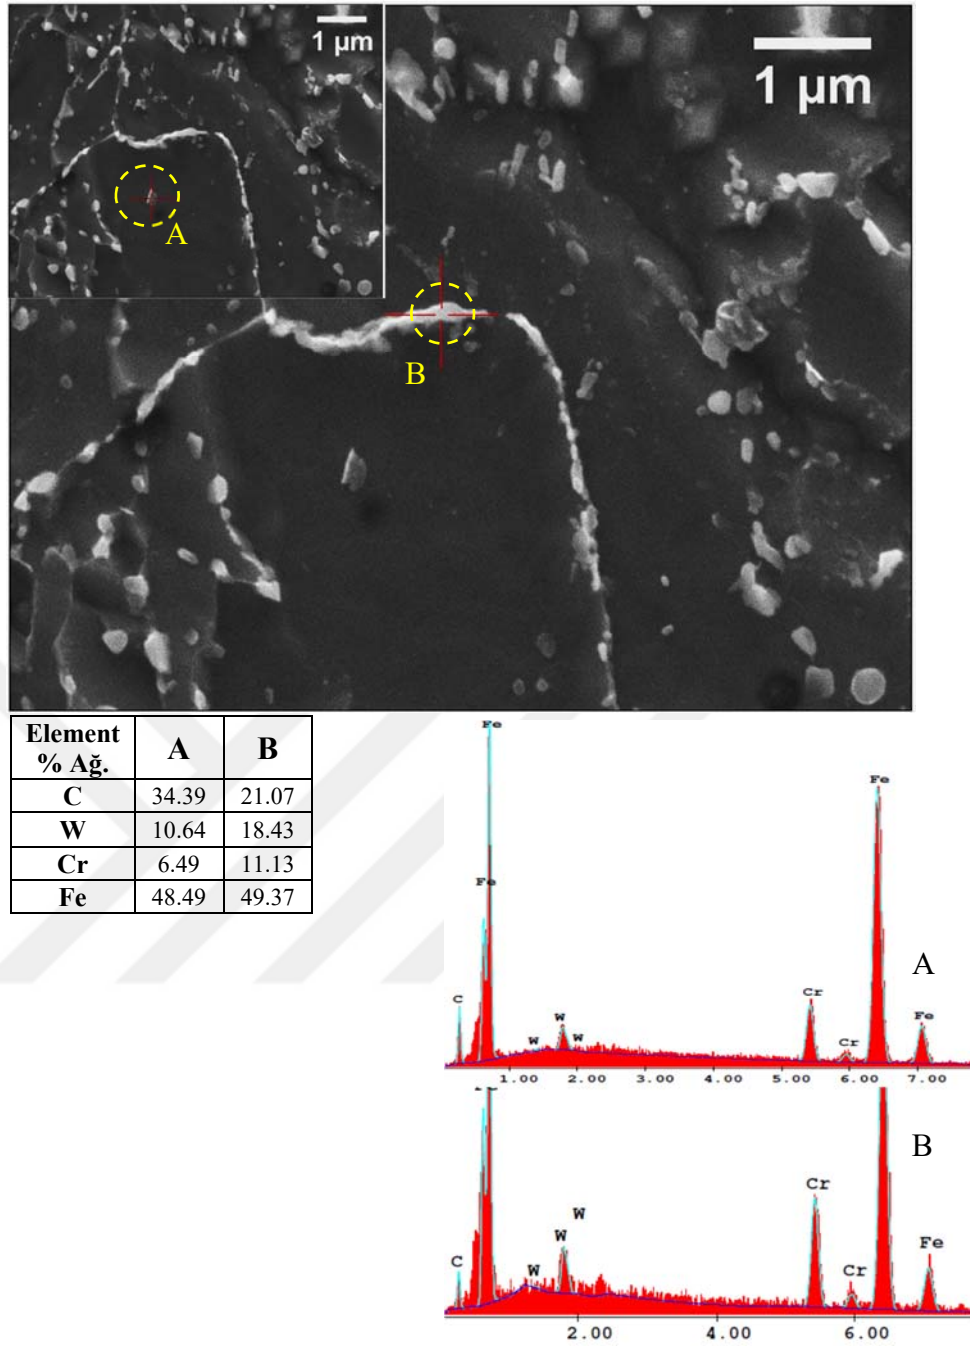 1 µm
1 µm
A
B
Element % Ağ. A B
C 34.39 21.07
W 10.64 18.43
Cr 6.49 11.13
Fe 48.49 49.37
Fe
Fe
Fe
A
C
W
W
W
Cr
Cr
Fe
1.00 2.00 3.00 4.00 5.00 6.00 7.00
B
C
W
W
W
Cr
Cr
Fe
2.00 4.00 6.00